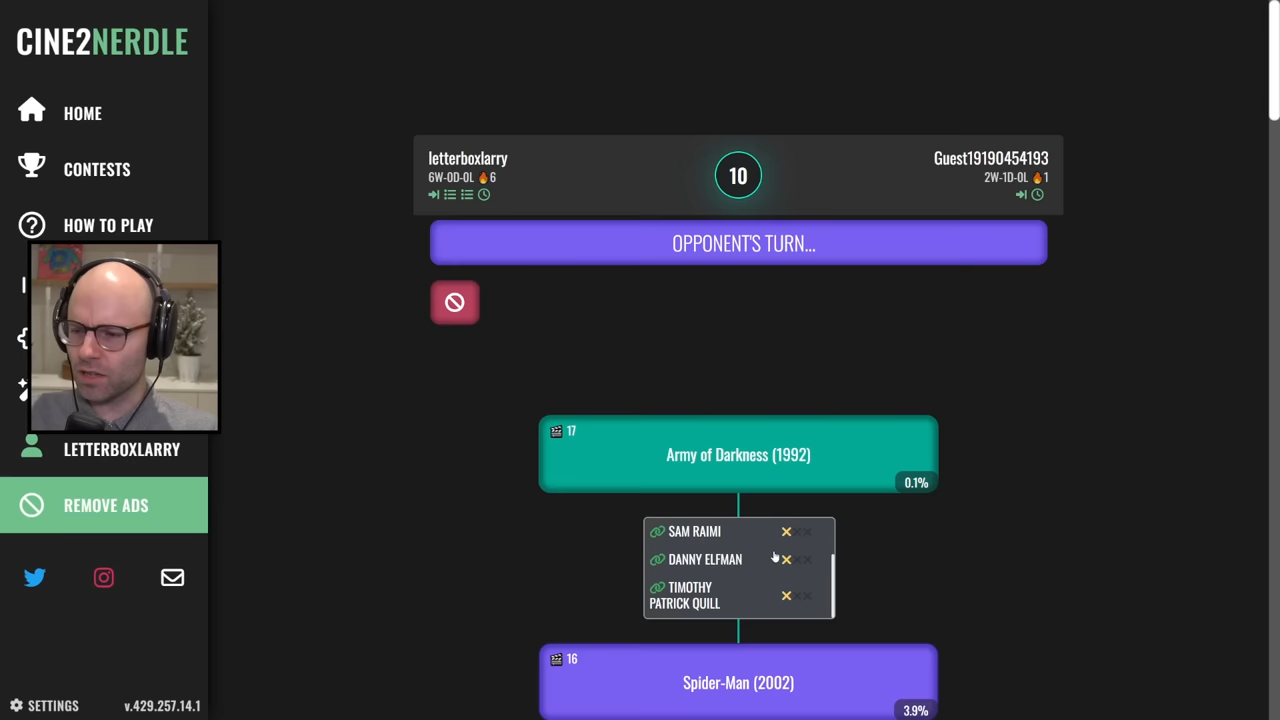 CINE2NERDLE
HOME
CONTESTS
HOW TO PLAY
LETTERBOXLARRY
REMOVE ADS
SETTINGS
v.429.257.14.1
letterboxlarry
6W-0D-0L 6
10
Guest19190454193
2W-1D-0L 1
OPPONENT'S TURN...
17
Army of Darkness (1992)
0.1%
SAM RAIMI
DANNY ELFMAN
TIMOTHY
PATRICK QUILL
16
Spider-Man (2002)
3.9%